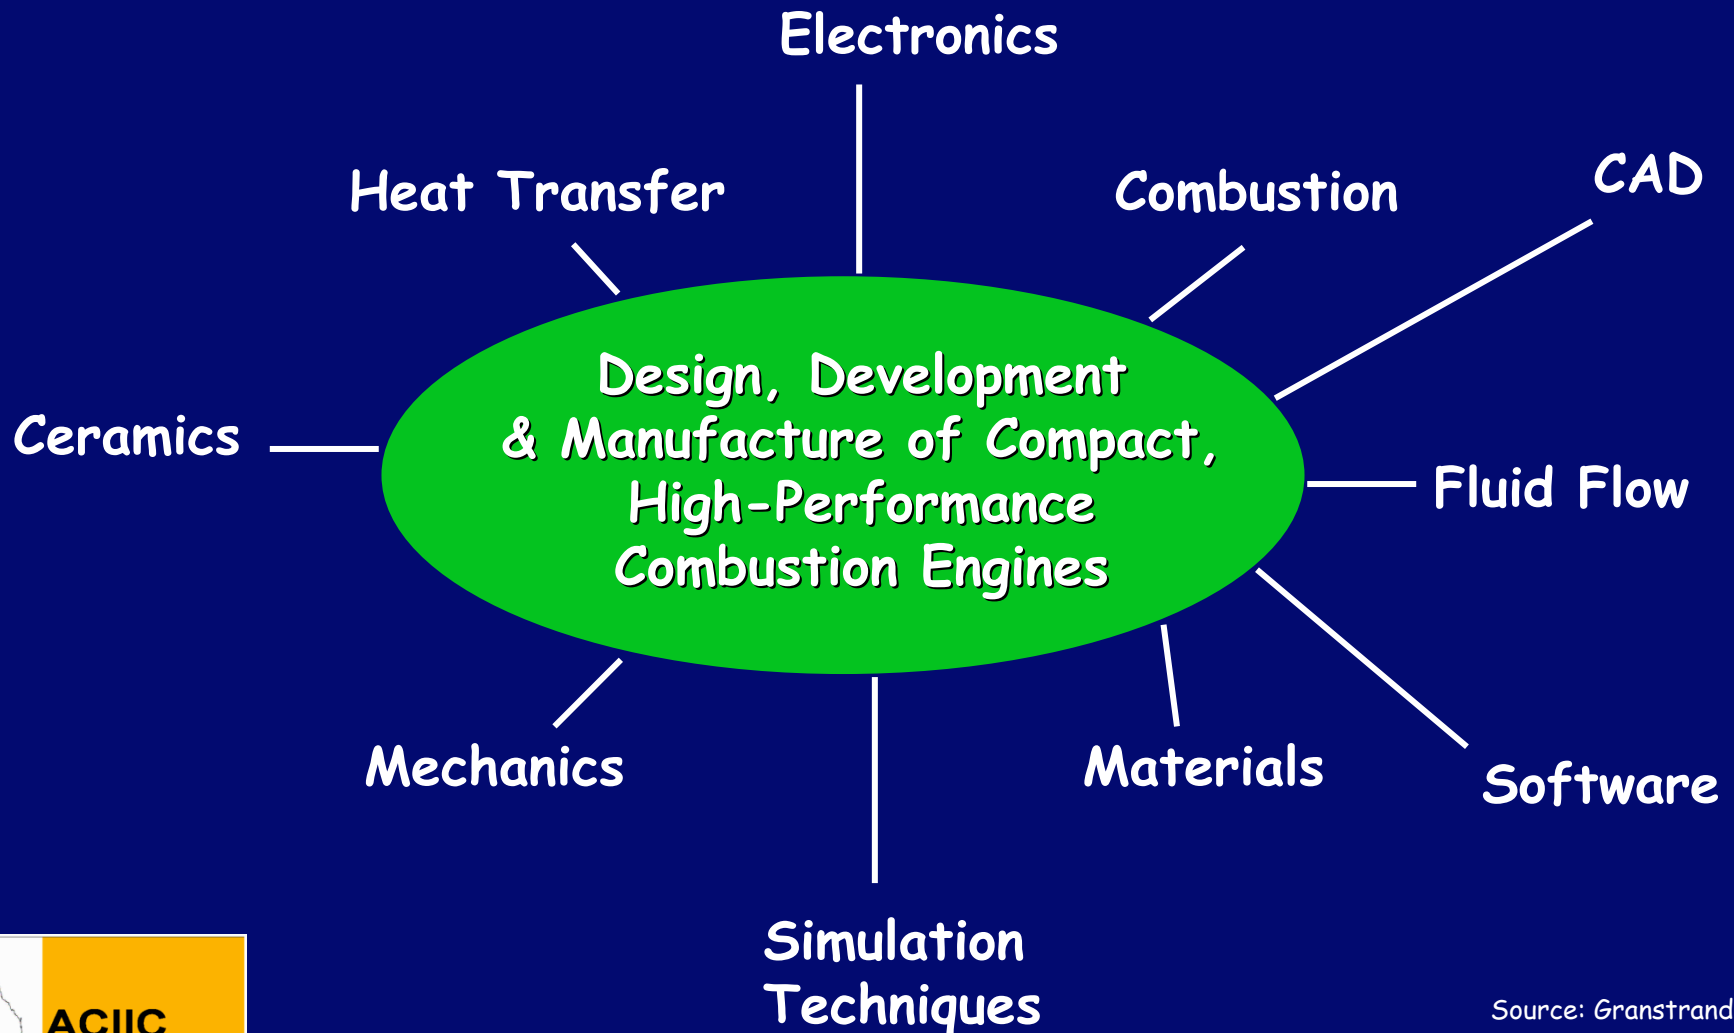 Electronics
Heat Transfer
Combustion
CAD
Design, Development
& Manufacture of Compact,
High-Performance
Combustion Engines
Ceramics
Fluid Flow
Mechanics
Materials
Software
Simulation
Techniques
ACIIC
Source: Granstrand